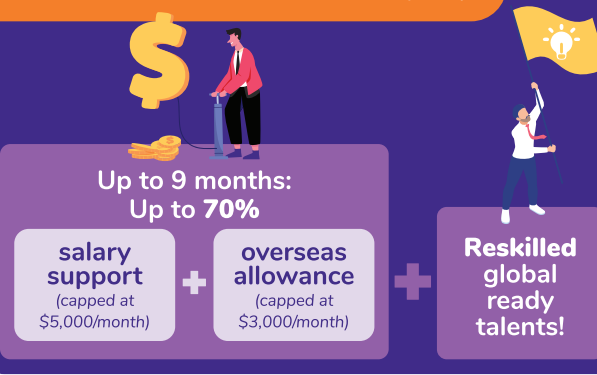 Up to 9 months:
Up to 70%
salary
support
(capped at
$5,000/month)
+
overseas
allowance
(capped at
$3,000/month)
+
Reskilled
global
ready
talents!